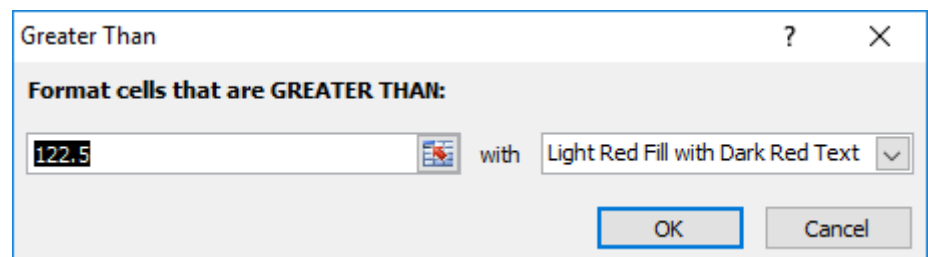 Greater Than ?
Format cells that are GREATER THAN:
122.5 with Light Red Fill with Dark Red Text
OK Cancel